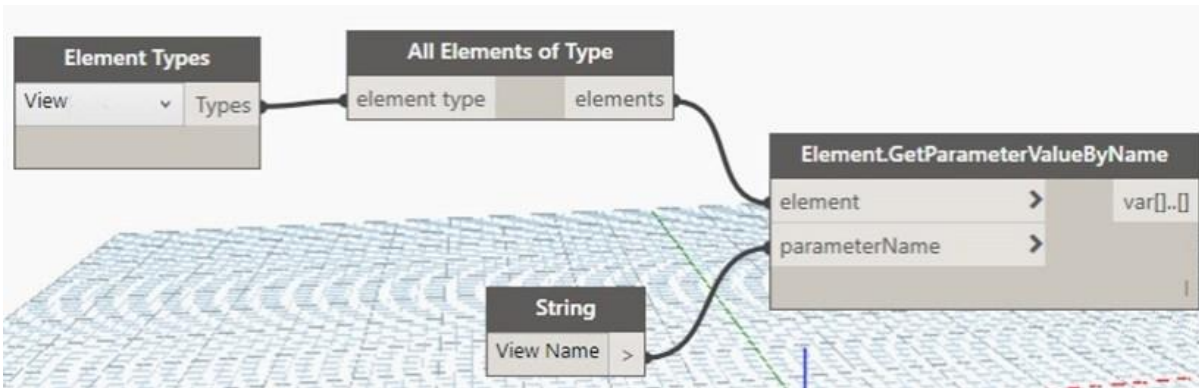 Element Types
View
Types
All Elements of Type
element type
elements
Element.GetParameterValueByName
element >
var[]..[]
parameterName >
String
View Name >